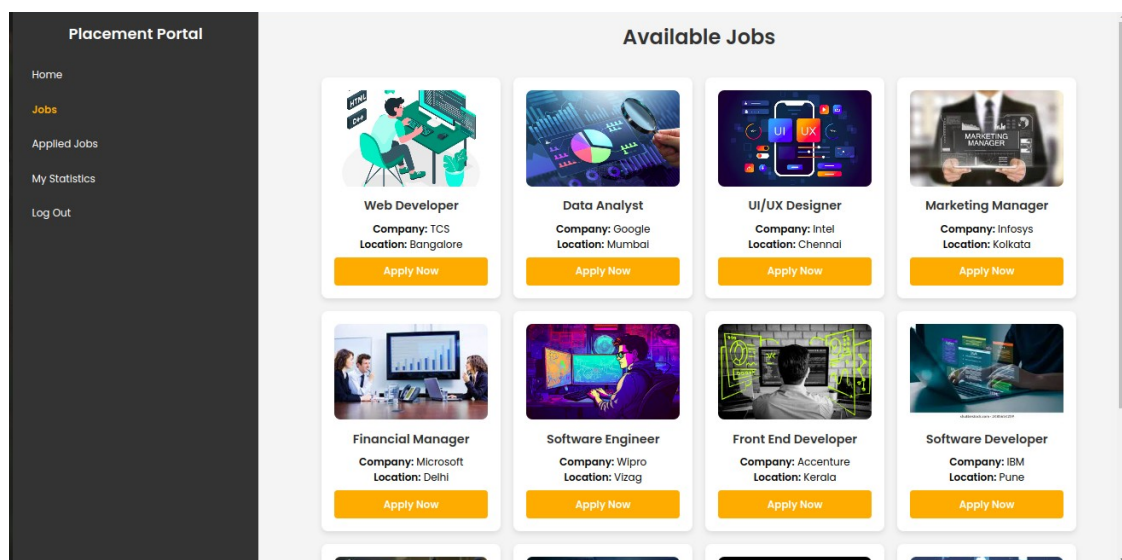 Placement Portal
Home
Jobs
Applied Jobs
My Statistics
Log Out
Available Jobs
HTML
C++
Web Developer
Company: TCS
Location: Bangalore
Apply Now
Data Analyst
Company: Google
Location: Mumbai
Apply Now
UI UX
UI/UX Designer
Company: Intel
Location: Chennai
Apply Now
MARKETING
MANAGER
Marketing Manager
Company: Infosys
Location: Kolkata
Apply Now
Financial Manager
Company: Microsoft
Location: Delhi
Apply Now
Software Engineer
Company: Wipro
Location: Vizag
Apply Now
Front End Developer
Company: Accenture
Location: Kerala
Apply Now
Software Developer
Company: IBM
Location: Pune
Apply Now